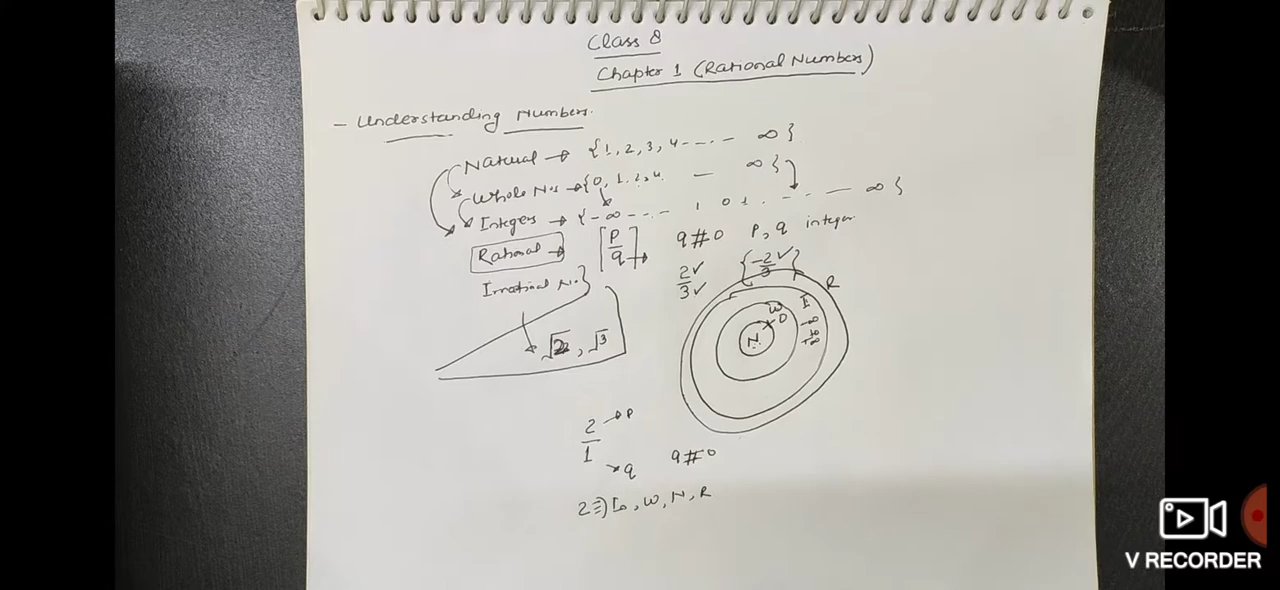 Class 8
Chapter 1 (Rational Numbers)
- Understanding Numbers.
Natural → {1, 2, 3, 4 ---.- ∞}
Whole No.s → {0, 1, 2, 4. — ∞}
Integers → {-∞ --.- 1 0 1 . -- — ∞}
Rational → [P/q] q ≠ 0 P, q integer
2/3 {-2/3}
Irrational No.
√2, √3
R
I
W
0
N
2/1 → P
→ q q ≠ 0
2 ⇒ I, W, N, R
V RECORDER